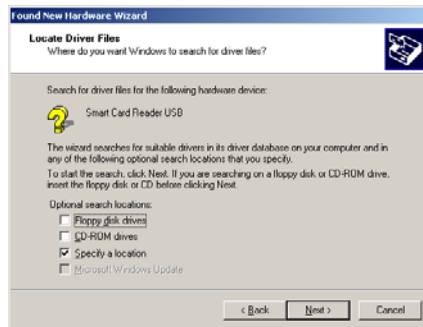 Found New Hardware Wizard
Locate Driver Files
Where do you want Windows to search for driver files?
Search for driver files for the following hardware device:
Smart Card Reader USB
The wizard searches for suitable drivers in its driver database on your computer and in
any of the following optional search locations that you specify.
To start the search, click Next. If you are searching on a floppy disk or CD-ROM drive,
insert the floppy disk or CD before clicking Next.
Optional search locations:
Floppy disk drives
CD-ROM drives
Specify a location
Microsoft Windows Update
< Back Next > Cancel